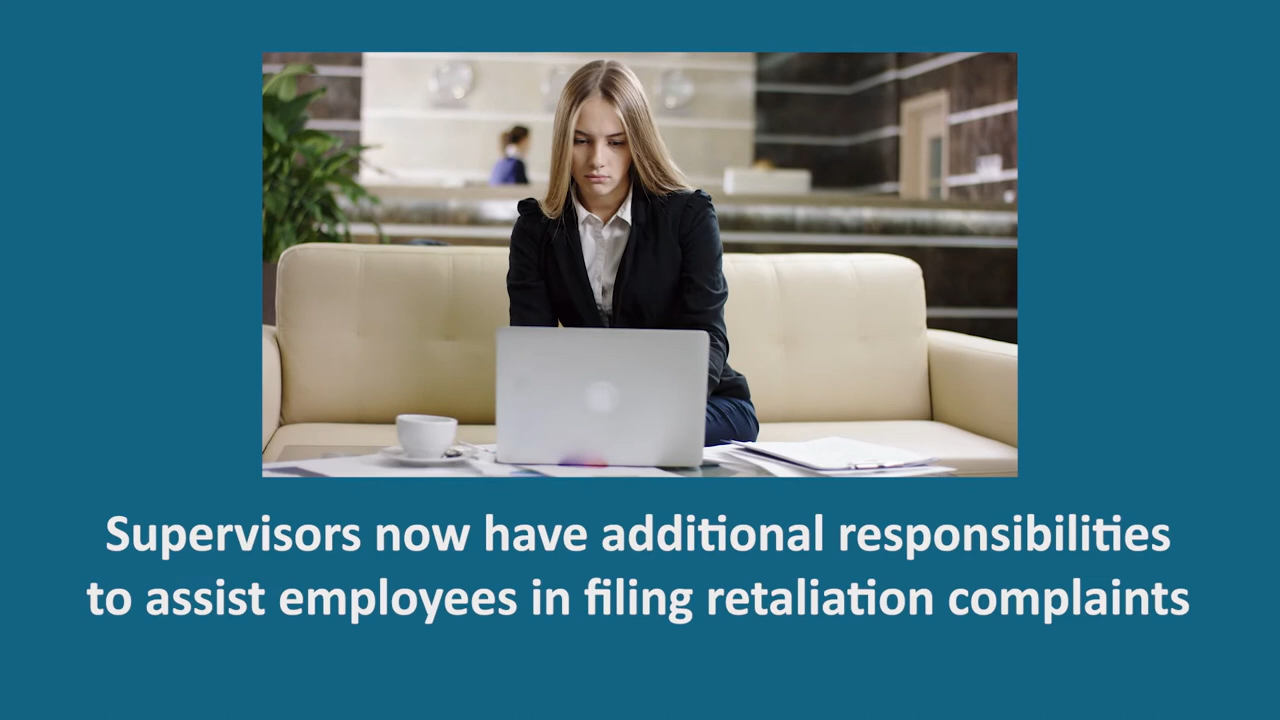 Supervisors now have additional responsibilities
to assist employees in filing retaliation complaints